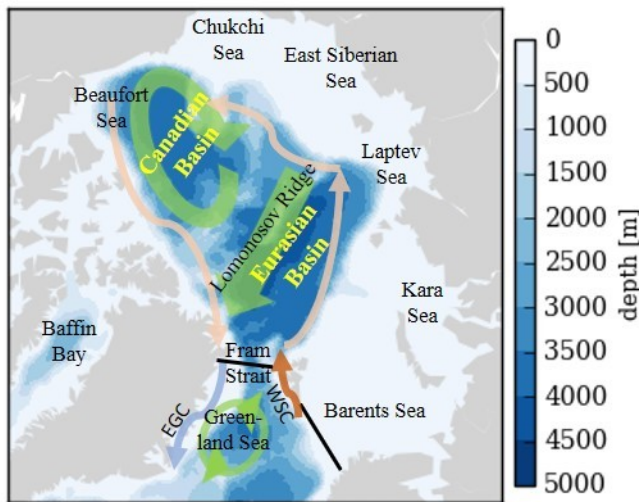 Chukchi
Sea
East Siberian
Sea
Beaufort
Sea
Canadian
Basin
Laptev
Sea
Lomonosov Ridge
Eurasian
Basin
Kara
Sea
Baffin
Bay
Fram
Strait
WSC
EGC
Green-
land Sea
Barents Sea
0
500
1000
1500
2000
2500
3000
3500
4000
4500
5000
depth [m]